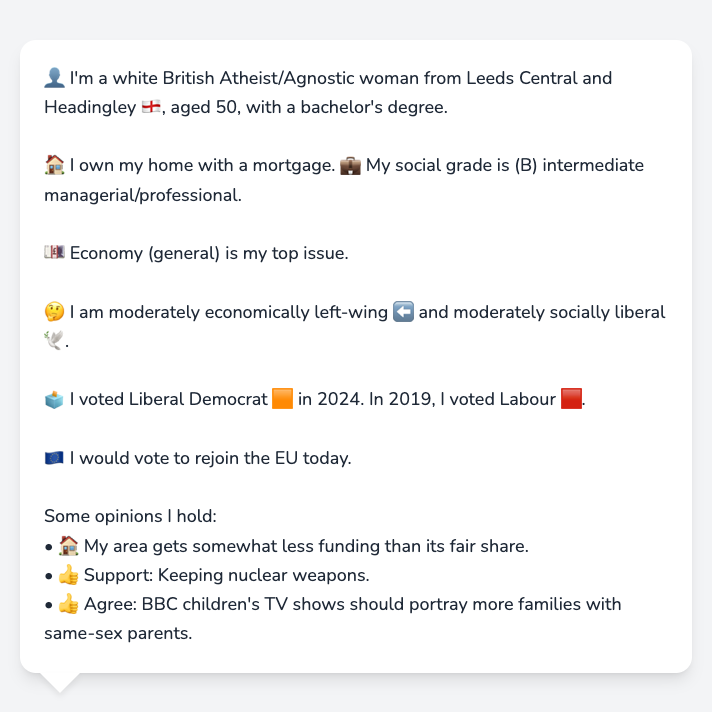 👤 I'm a white British Atheist/Agnostic woman from Leeds Central and
Headingley 🏴󠁧󠁢󠁥󠁮󠁧󠁿, aged 50, with a bachelor's degree.
🏠 I own my home with a mortgage. 💼 My social grade is (B) intermediate
managerial/professional.
💷 Economy (general) is my top issue.
🤔 I am moderately economically left-wing ⬅️ and moderately socially liberal
🕊️.
🗳️ I voted Liberal Democrat 🟧 in 2024. In 2019, I voted Labour 🟥.
🇪🇺 I would vote to rejoin the EU today.
Some opinions I hold:
• 🏠 My area gets somewhat less funding than its fair share.
• 👍 Support: Keeping nuclear weapons.
• 👍 Agree: BBC children's TV shows should portray more families with
same-sex parents.